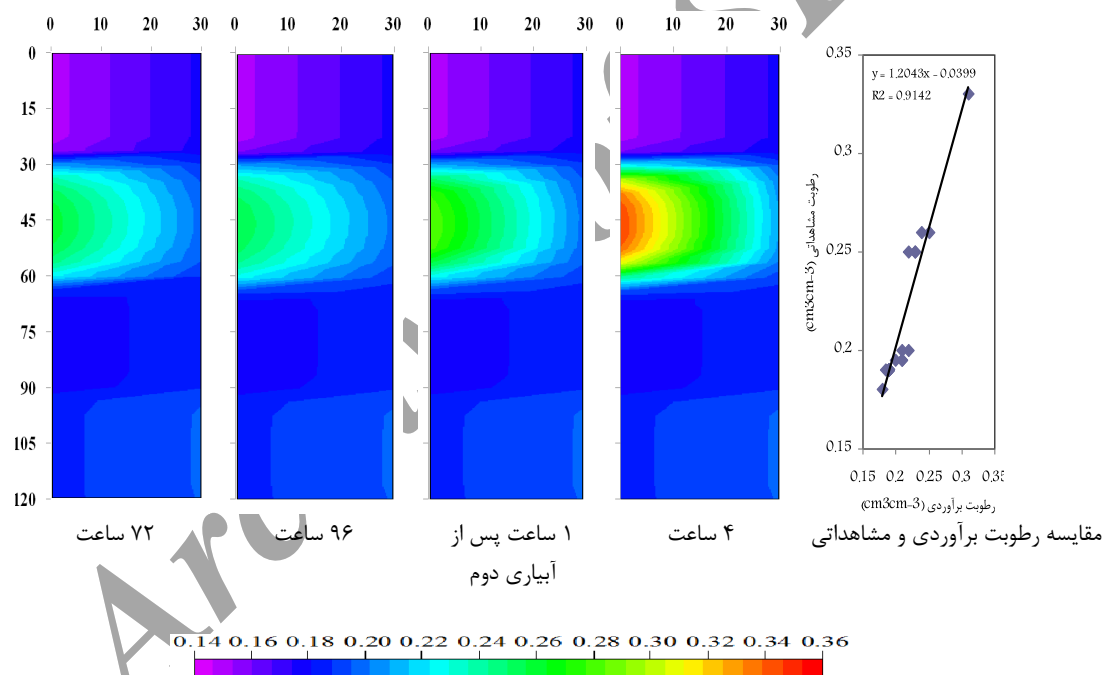 0 10 20 30 0 10 20 30 0 10 20 30 0 10 20 30
0
15
30
45
60
75
90
105
120
0.35
0.3
0.25
0.2
0.15
y = 1.2043x - 0.0399
R2 = 0.9142
رطوبت مشاهداتی (cm3cm-3)
0.15 0.2 0.25 0.3 0.35
رطوبت برآوردی (cm3cm-3)
۷۲ ساعت
۹۶ ساعت
۱ ساعت پس از
آبیاری دوم
۴ ساعت
مقایسه رطوبت برآوردی و مشاهداتی
0.14 0.16 0.18 0.20 0.22 0.24 0.26 0.28 0.30 0.32 0.34 0.36